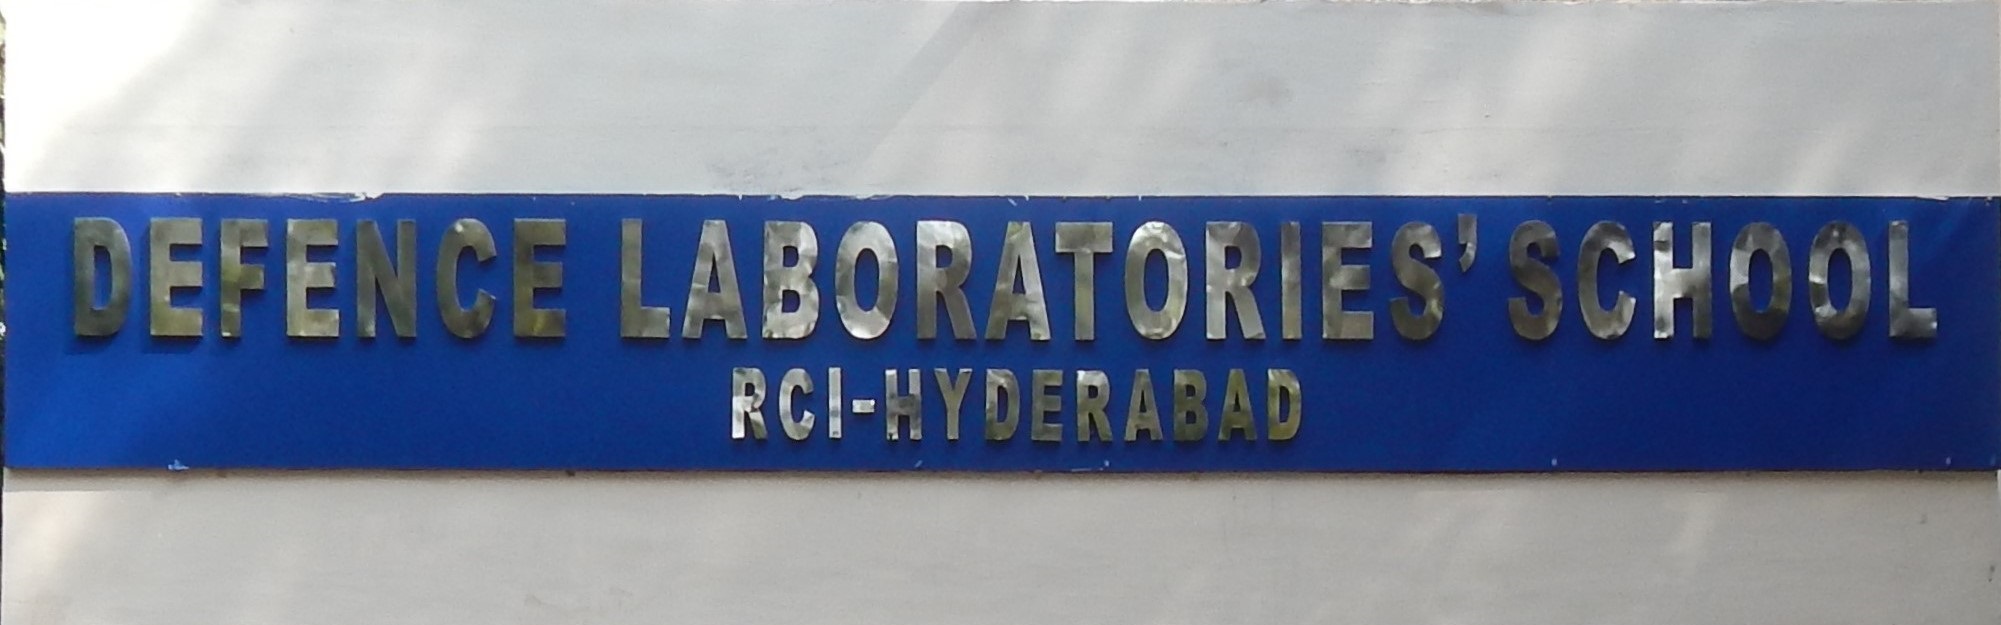 DEFENCE LABORATORIES' SCHOOL
RCI-HYDERABAD